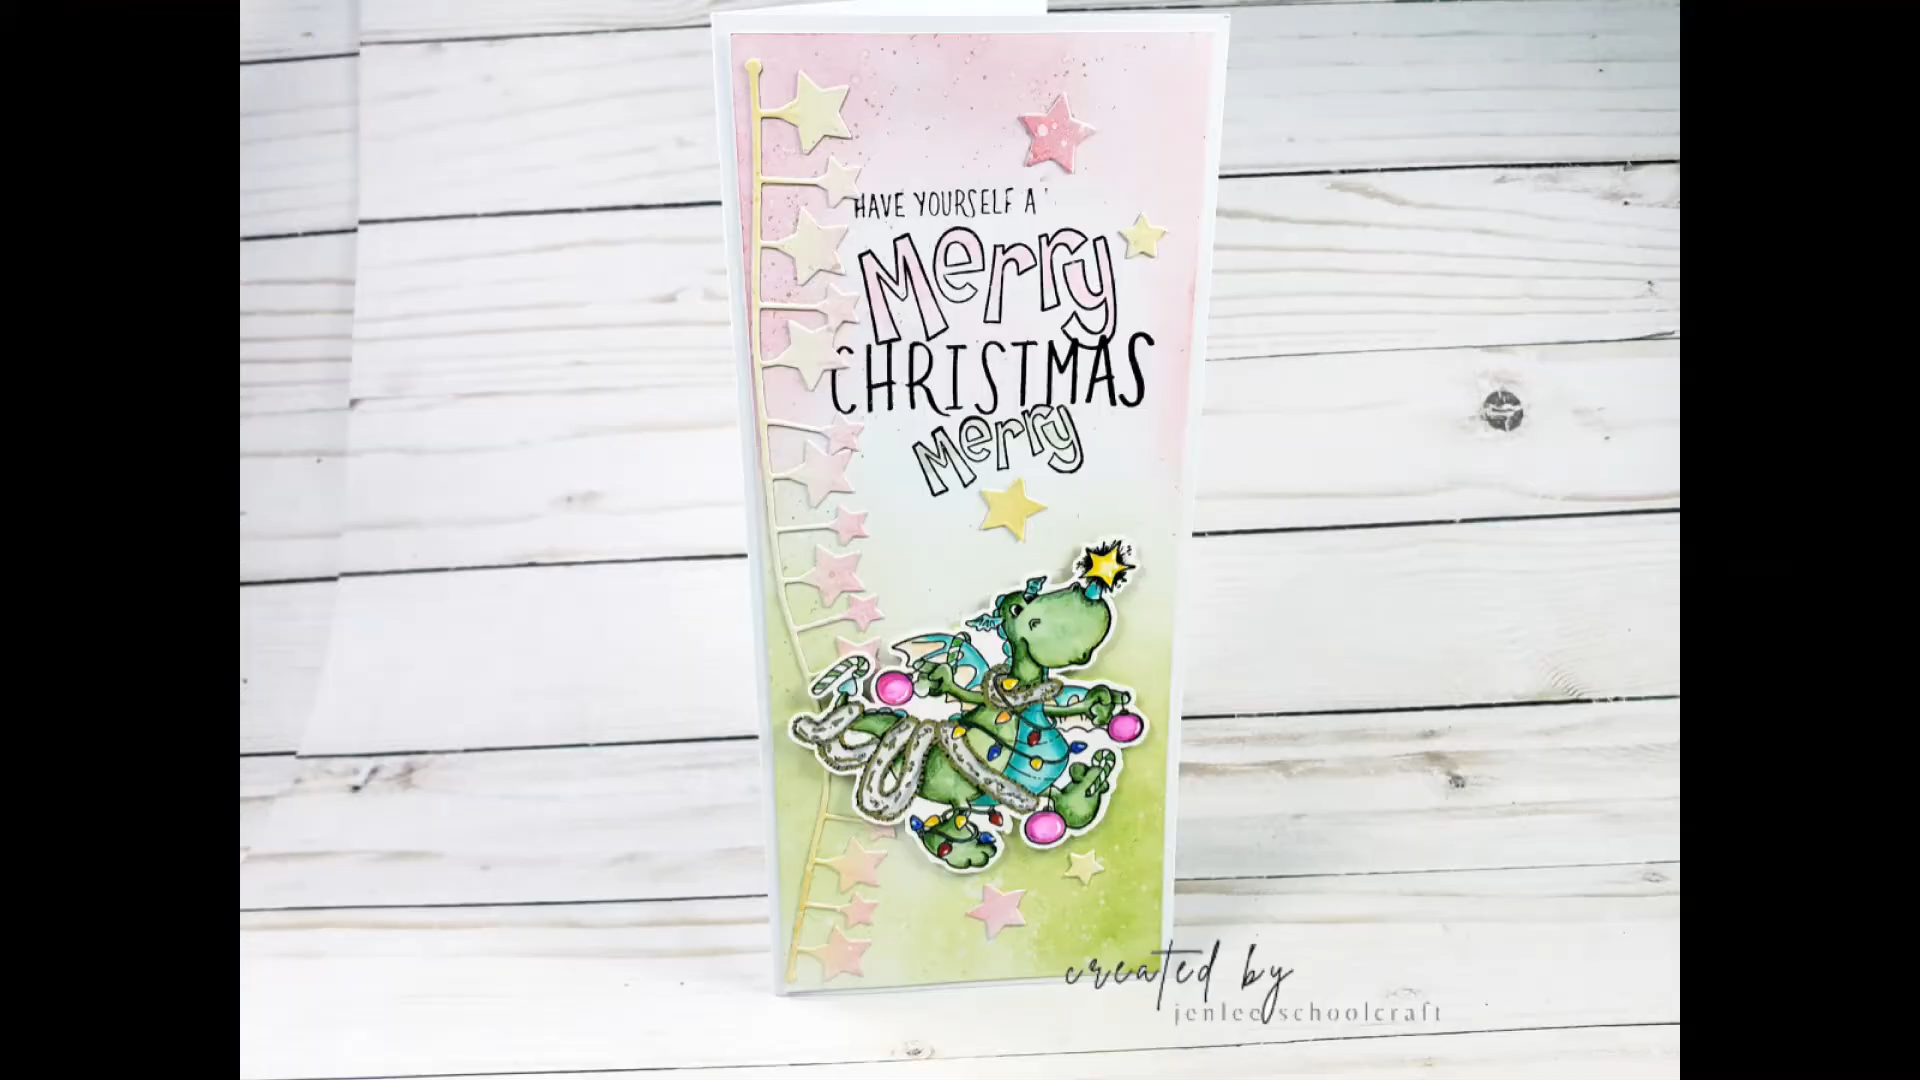 HAVE YOURSELF A
Merry
CHRISTMAS
Merry
created by
jenlee schoolcraft